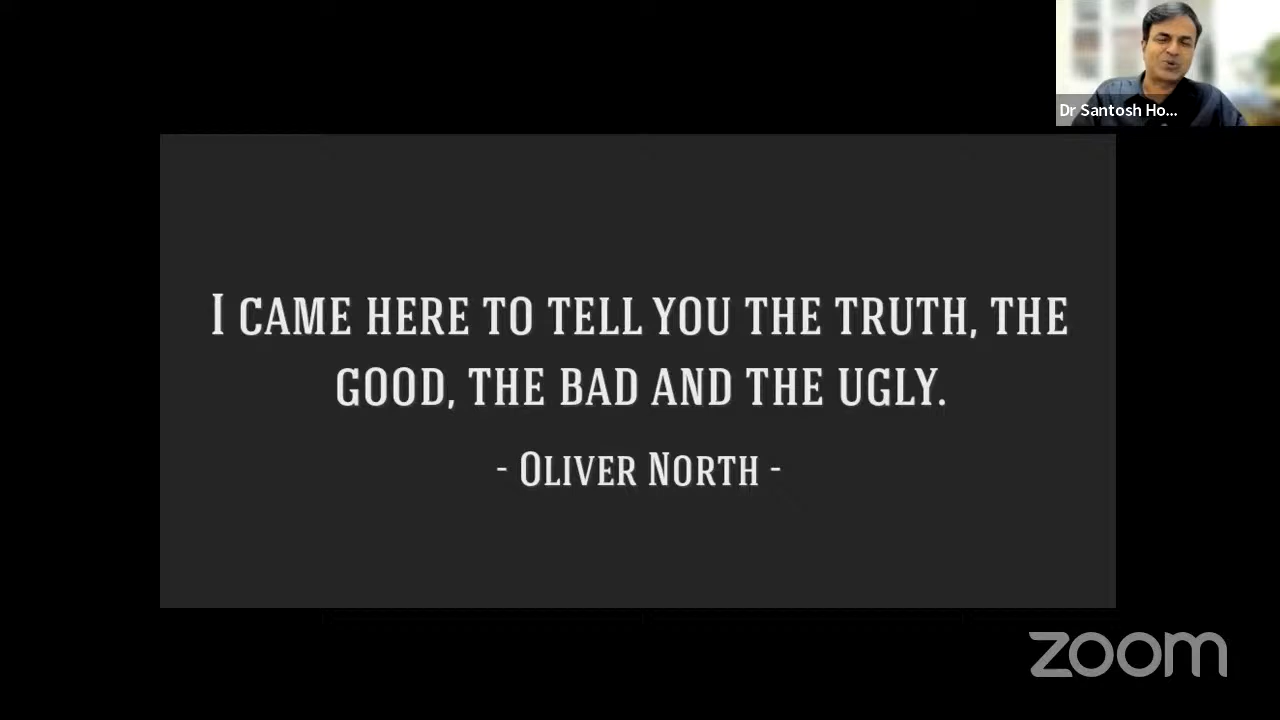 Dr Santosh Ho...
I CAME HERE TO TELL YOU THE TRUTH, THE
GOOD, THE BAD AND THE UGLY.
- OLIVER NORTH -
zoom